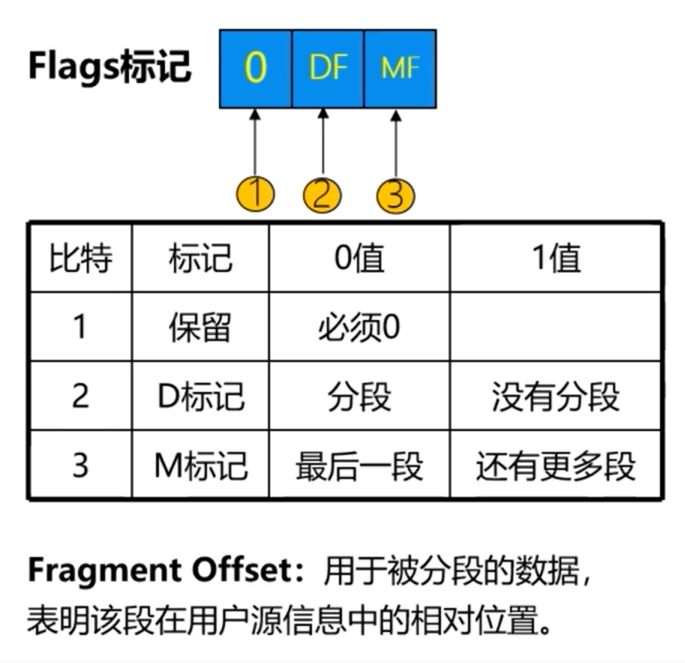 Flags标记 0 DF MF
1 2 3
比特 标记 0值 1值
1 保留 必须0
2 D标记 分段 没有分段
3 M标记 最后一段 还有更多段
Fragment Offset：用于被分段的数据，
表明该段在用户源信息中的相对位置。